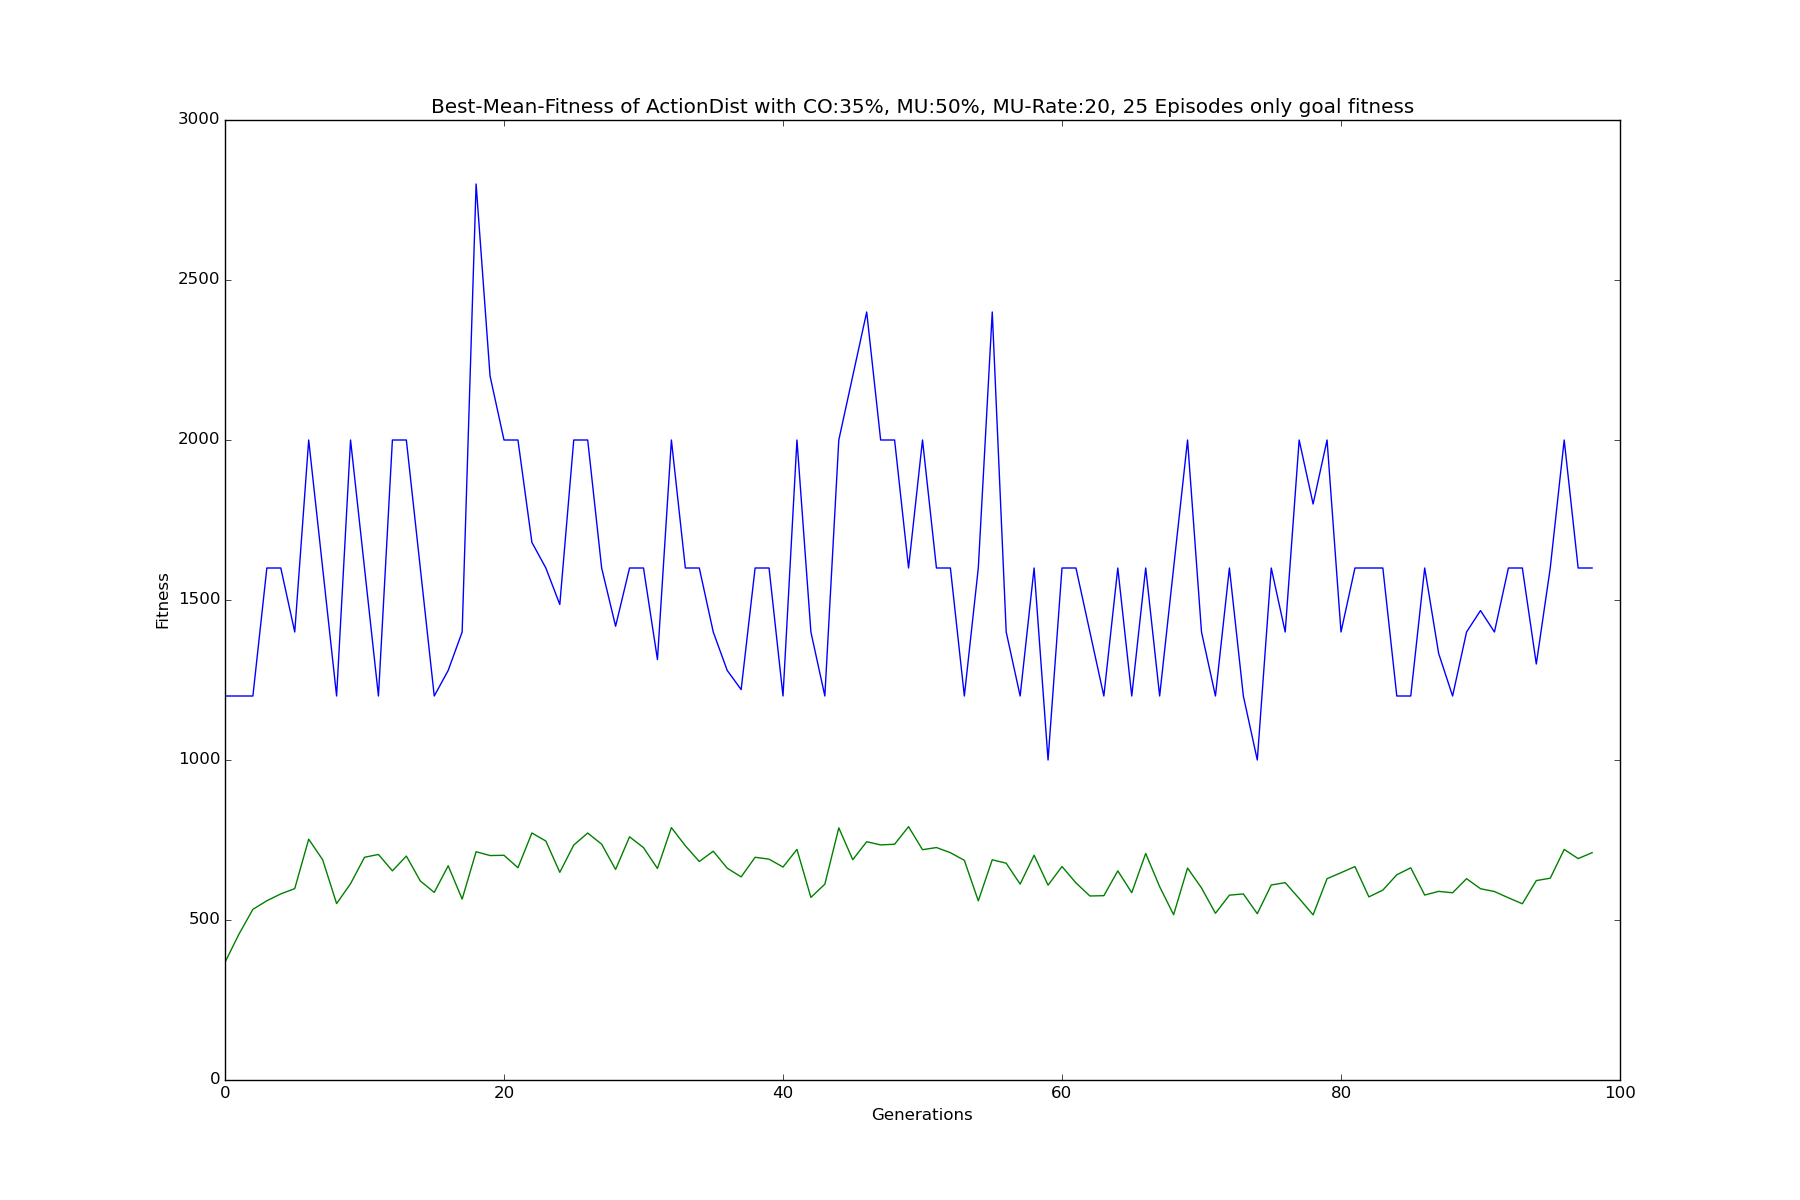 Best-Mean-Fitness of ActionDist with CO:35%, MU:50%, MU-Rate:20, 25 Episodes only goal fitness
3000
2500
2000
1500
1000
500
0
Fitness
0 20 40 60 80 100
Generations